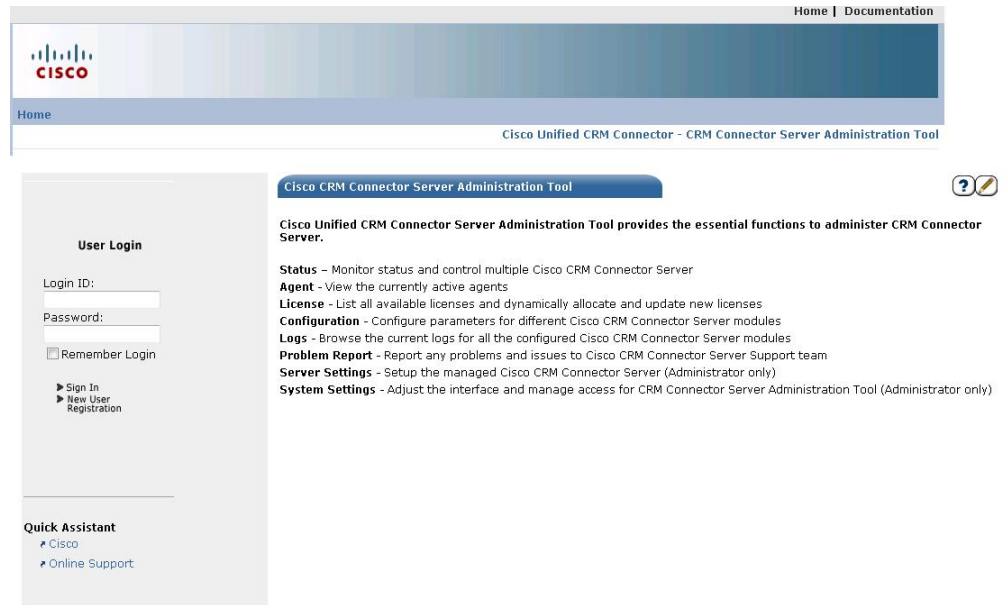 Home | Documentation
CISCO
Home
Cisco Unified CRM Connector - CRM Connector Server Administration Tool
User Login
Login ID:
Password:
Remember Login
Sign In
New User
Registration
Quick Assistant
Cisco
Online Support
Cisco CRM Connector Server Administration Tool
?
Cisco Unified CRM Connector Server Administration Tool provides the essential functions to administer CRM Connector
Server.
Status – Monitor status and control multiple Cisco CRM Connector Server
Agent - View the currently active agents
License - List all available licenses and dynamically allocate and update new licenses
Configuration - Configure parameters for different Cisco CRM Connector Server modules
Logs - Browse the current logs for all the configured Cisco CRM Connector Server modules
Problem Report - Report any problems and issues to Cisco CRM Connector Server Support team
Server Settings - Setup the managed Cisco CRM Connector Server (Administrator only)
System Settings - Adjust the interface and manage access for CRM Connector Server Administration Tool (Administrator only)